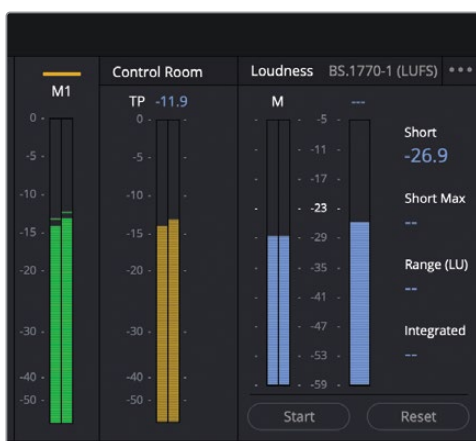 M1
0 -
-5 -
-10 -
-15 -
-20 -
-30 -
-40 -
-50 -
Control Room
TP -11.9
0 -
-5 -
-10 -
-15 -
-20 -
-30 -
-40 -
-50 -
Loudness BS.1770-1 (LUFS) •••
M ---
- -5 -
- -11 -
- -17 -
- -23 -
- -29 -
- -35 -
- -41 -
- -47 -
- -53 -
- -59 -
Short
-26.9
Short Max
--
Range (LU)
--
Integrated
--
Start Reset